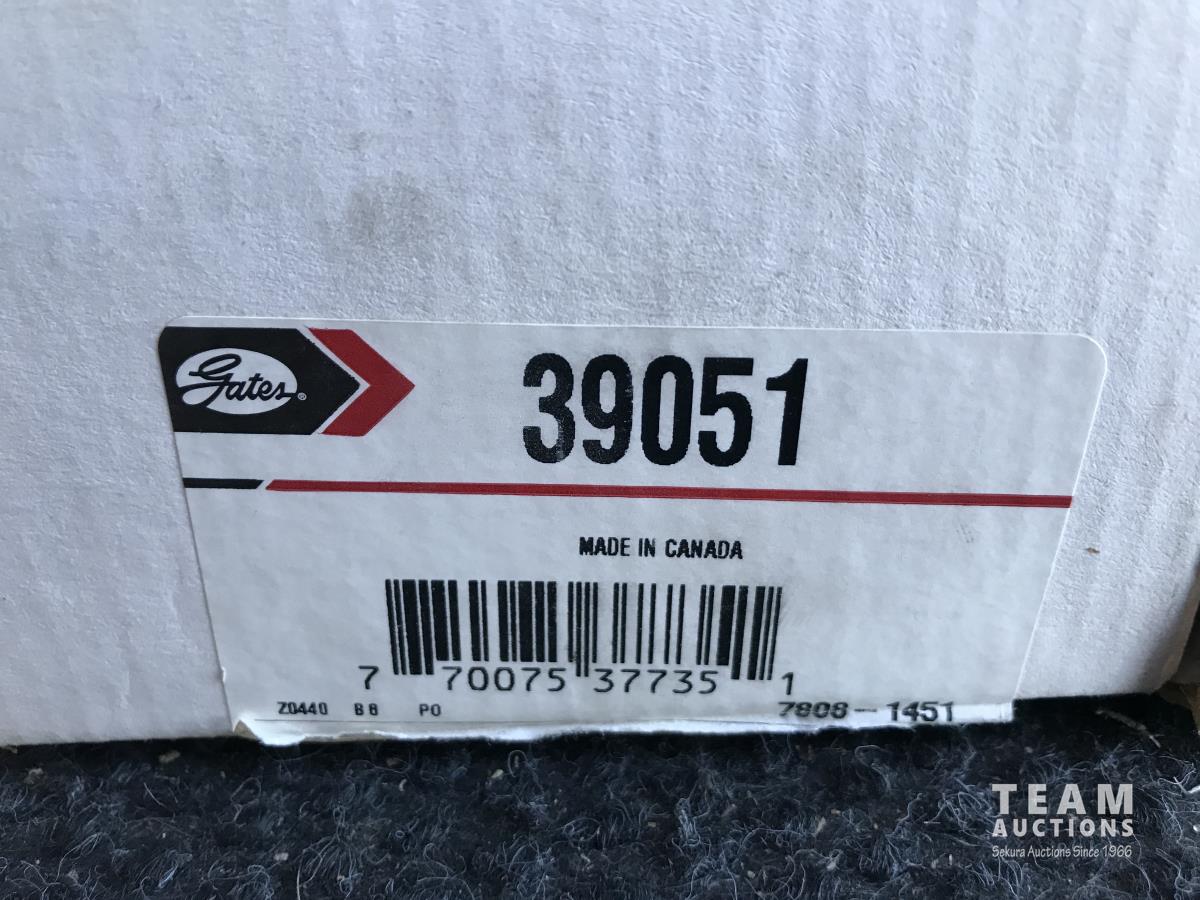 Gates®
39051
MADE IN CANADA
7 70075 37735 1
Z0440 B8 P0 7808-1451
TEAM
AUCTIONS
Sekura Auctions Since 1966